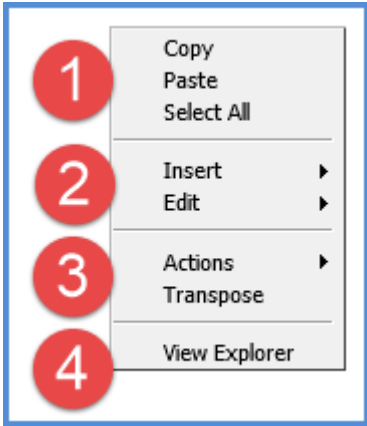 1
Copy
Paste
Select All
2
Insert
Edit
3
Actions
Transpose
4
View Explorer